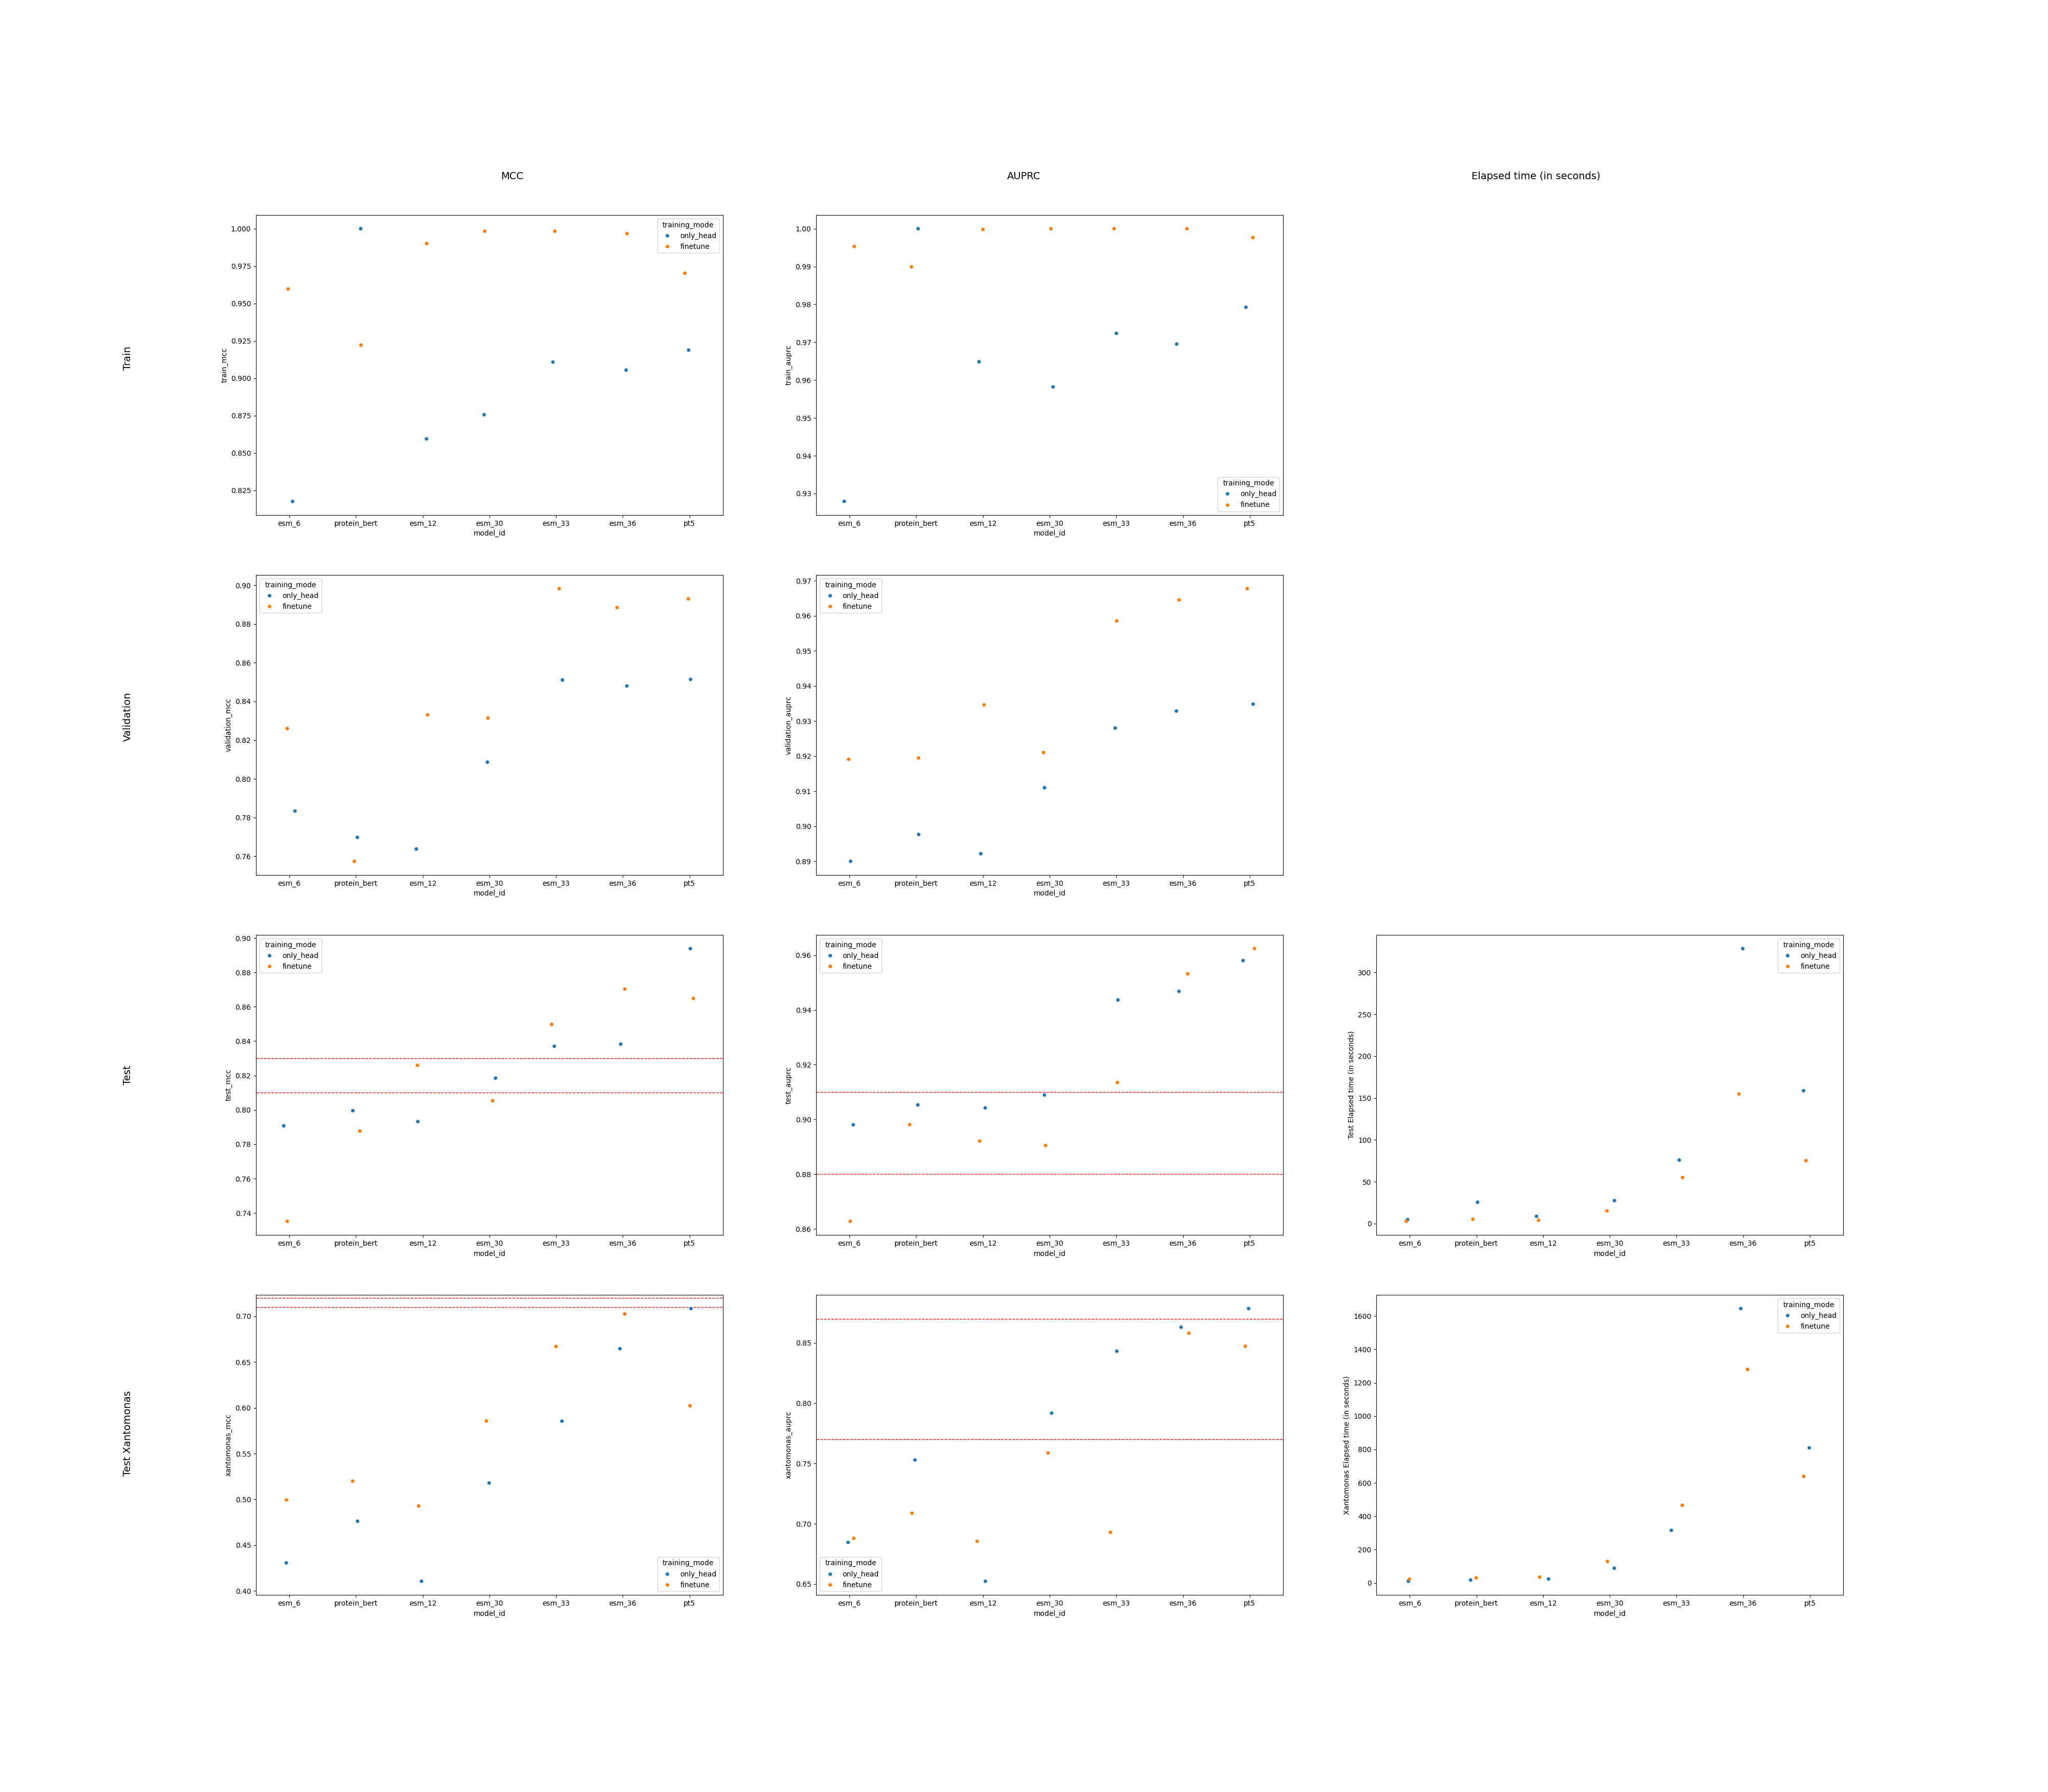 MCC
AUPRC
Elapsed time (in seconds)
Train
train_mcc
1.000
0.975
0.950
0.925
0.900
0.875
0.850
0.825
training_mode
only_head
finetune
esm_6 protein_bert esm_12 esm_30 esm_33 esm_36 pt5
model_id
train_auprc
1.00
0.99
0.98
0.97
0.96
0.95
0.94
0.93
training_mode
only_head
finetune
esm_6 protein_bert esm_12 esm_30 esm_33 esm_36 pt5
model_id
Validation
validation_mcc
0.90
0.88
0.86
0.84
0.82
0.80
0.78
0.76
training_mode
only_head
finetune
esm_6 protein_bert esm_12 esm_30 esm_33 esm_36 pt5
model_id
validation_auprc
0.97
0.96
0.95
0.94
0.93
0.92
0.91
0.90
0.89
training_mode
only_head
finetune
esm_6 protein_bert esm_12 esm_30 esm_33 esm_36 pt5
model_id
Test
test_mcc
0.90
0.88
0.86
0.84
0.82
0.80
0.78
0.76
0.74
training_mode
only_head
finetune
esm_6 protein_bert esm_12 esm_30 esm_33 esm_36 pt5
model_id
test_auprc
0.96
0.94
0.92
0.90
0.88
0.86
training_mode
only_head
finetune
esm_6 protein_bert esm_12 esm_30 esm_33 esm_36 pt5
model_id
Test Elapsed time (in seconds)
300
250
200
150
100
50
0
training_mode
only_head
finetune
esm_6 protein_bert esm_12 esm_30 esm_33 esm_36 pt5
model_id
Test Xantomonas
xantomonas_mcc
0.70
0.65
0.60
0.55
0.50
0.45
0.40
training_mode
only_head
finetune
esm_6 protein_bert esm_12 esm_30 esm_33 esm_36 pt5
model_id
xantomonas_auprc
0.85
0.80
0.75
0.70
0.65
training_mode
only_head
finetune
esm_6 protein_bert esm_12 esm_30 esm_33 esm_36 pt5
model_id
Xantomonas Elapsed time (in seconds)
1600
1400
1200
1000
800
600
400
200
0
training_mode
only_head
finetune
esm_6 protein_bert esm_12 esm_30 esm_33 esm_36 pt5
model_id